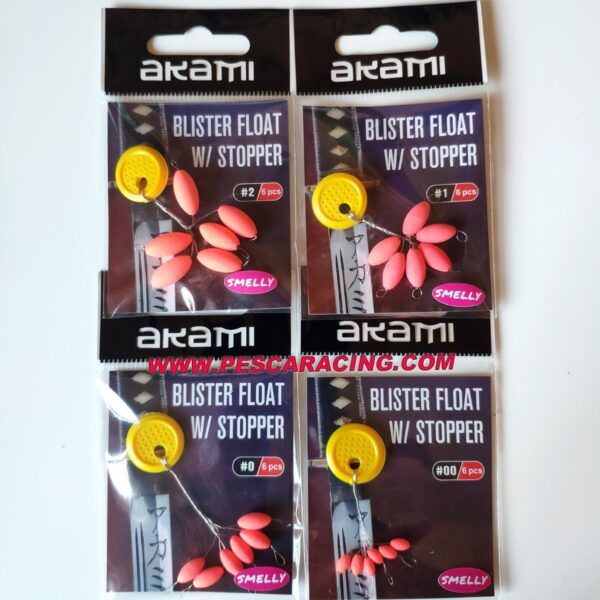 akami
BLISTER FLOAT
W/ STOPPER
#2 6 pcs
SMELLY
akami
BLISTER FLOAT
W/ STOPPER
#1 6 pcs
SMELLY
akami
BLISTER FLOAT
W/ STOPPER
#0 6 pcs
SMELLY
akami
BLISTER FLOAT
W/ STOPPER
#00 6 pcs
SMELLY
WWW.PESCARACING.COM